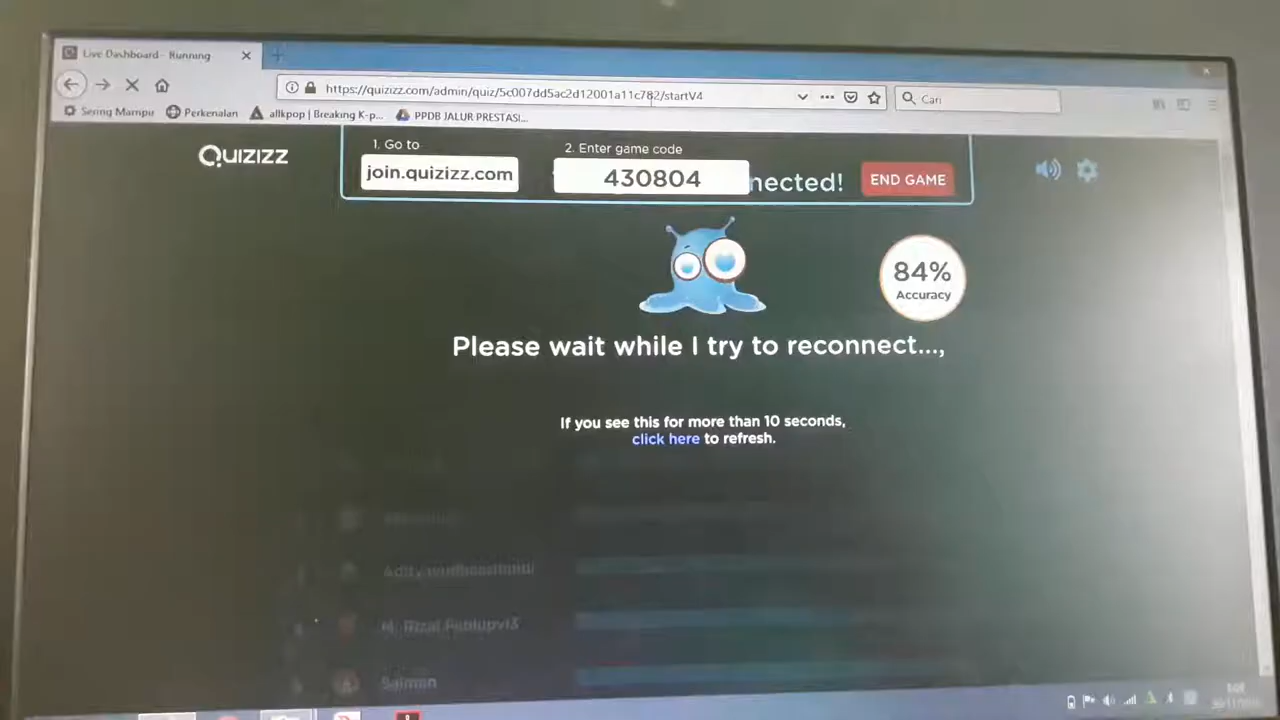 Live Dashboard - Running
https://quizizz.com/admin/quiz/5c007dd5ac2d12001a11c782/startV4
Cari
Sering Mampu
Perkenalan
allkpop | Breaking K-p...
PPDB JALUR PRESTASI...
QUIZIZZ
1. Go to
join.quizizz.com
2. Enter game code
430804
nected!
END GAME
84%
Accuracy
Please wait while I try to reconnect...,
If you see this for more than 10 seconds,
click here to refresh.
Salman